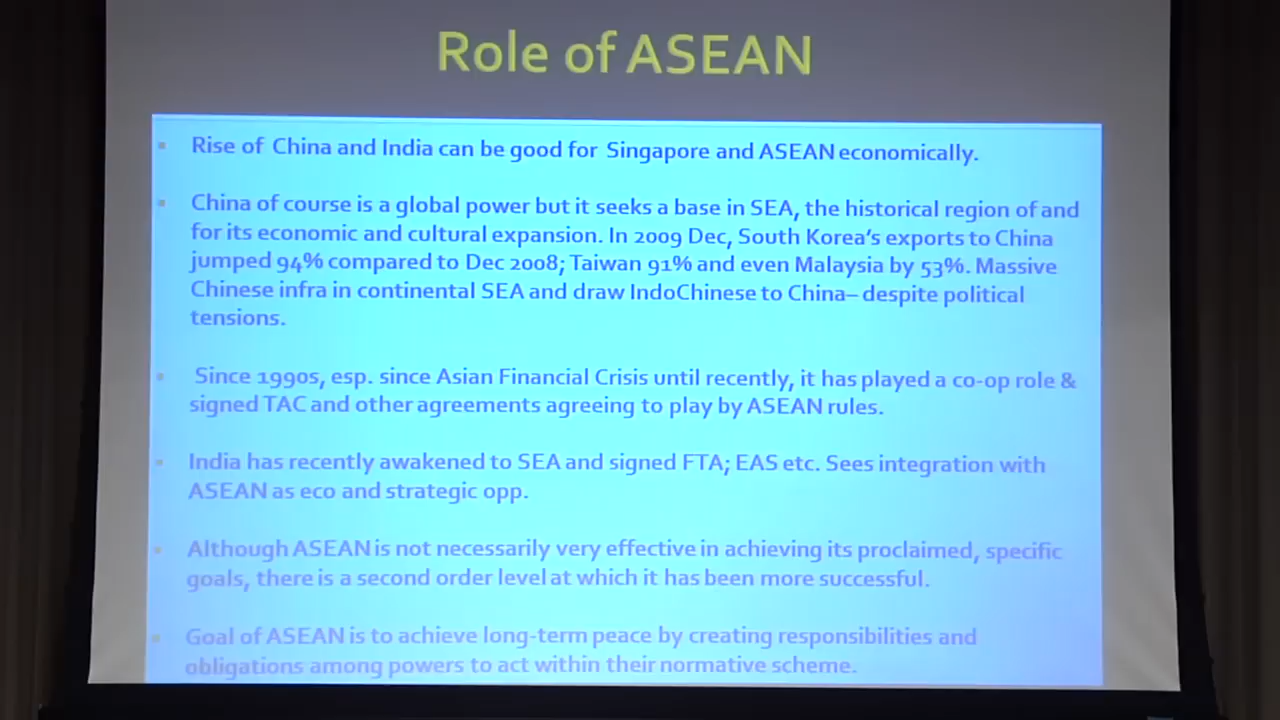 Role of ASEAN
Rise of China and India can be good for Singapore and ASEAN economically.
China of course is a global power but it seeks a base in SEA, the historical region of and
for its economic and cultural expansion. In 2009 Dec, South Korea's exports to China
jumped 94% compared to Dec 2008; Taiwan 91% and even Malaysia by 53%. Massive
Chinese infra in continental SEA and draw IndoChinese to China– despite political
tensions.
Since 1990s, esp. since Asian Financial Crisis until recently, it has played a co-op role &
signed TAC and other agreements agreeing to play by ASEAN rules.
India has recently awakened to SEA and signed FTA; EAS etc. Sees integration with
ASEAN as eco and strategic opp.
Although ASEAN is not necessarily very effective in achieving its proclaimed, specific
goals, there is a second order level at which it has been more successful.
Goal of ASEAN is to achieve long-term peace by creating responsibilities and
obligations among powers to act within their normative scheme.